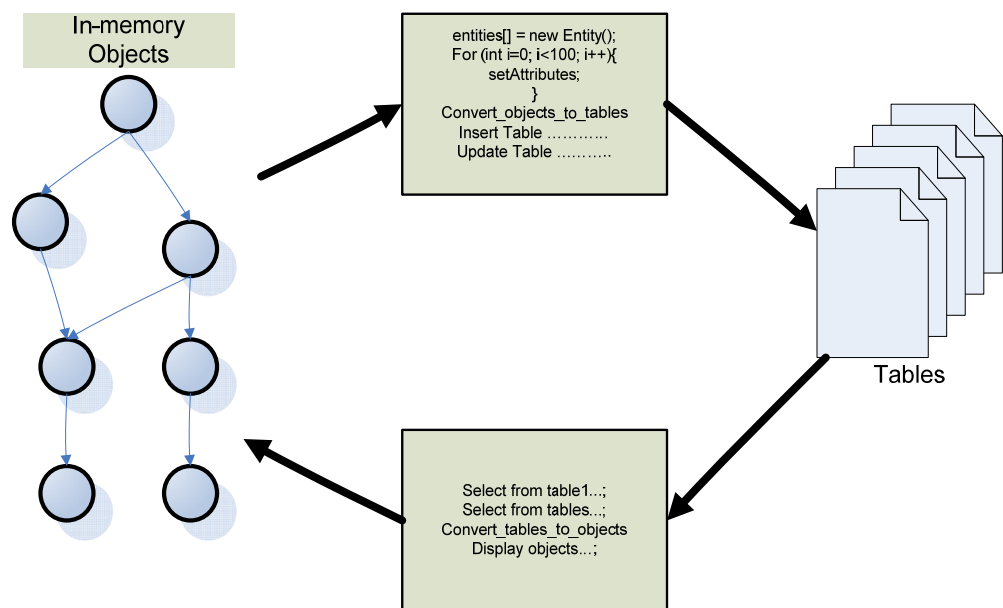 In-memory
Objects
entities[] = new Entity();
For (int i=0; i<100; i++){
setAttributes;
}
Convert_objects_to_tables
Insert Table …………
Update Table ………..
Tables
Select from table1...;
Select from tables...;
Convert_tables_to_objects
Display objects...;